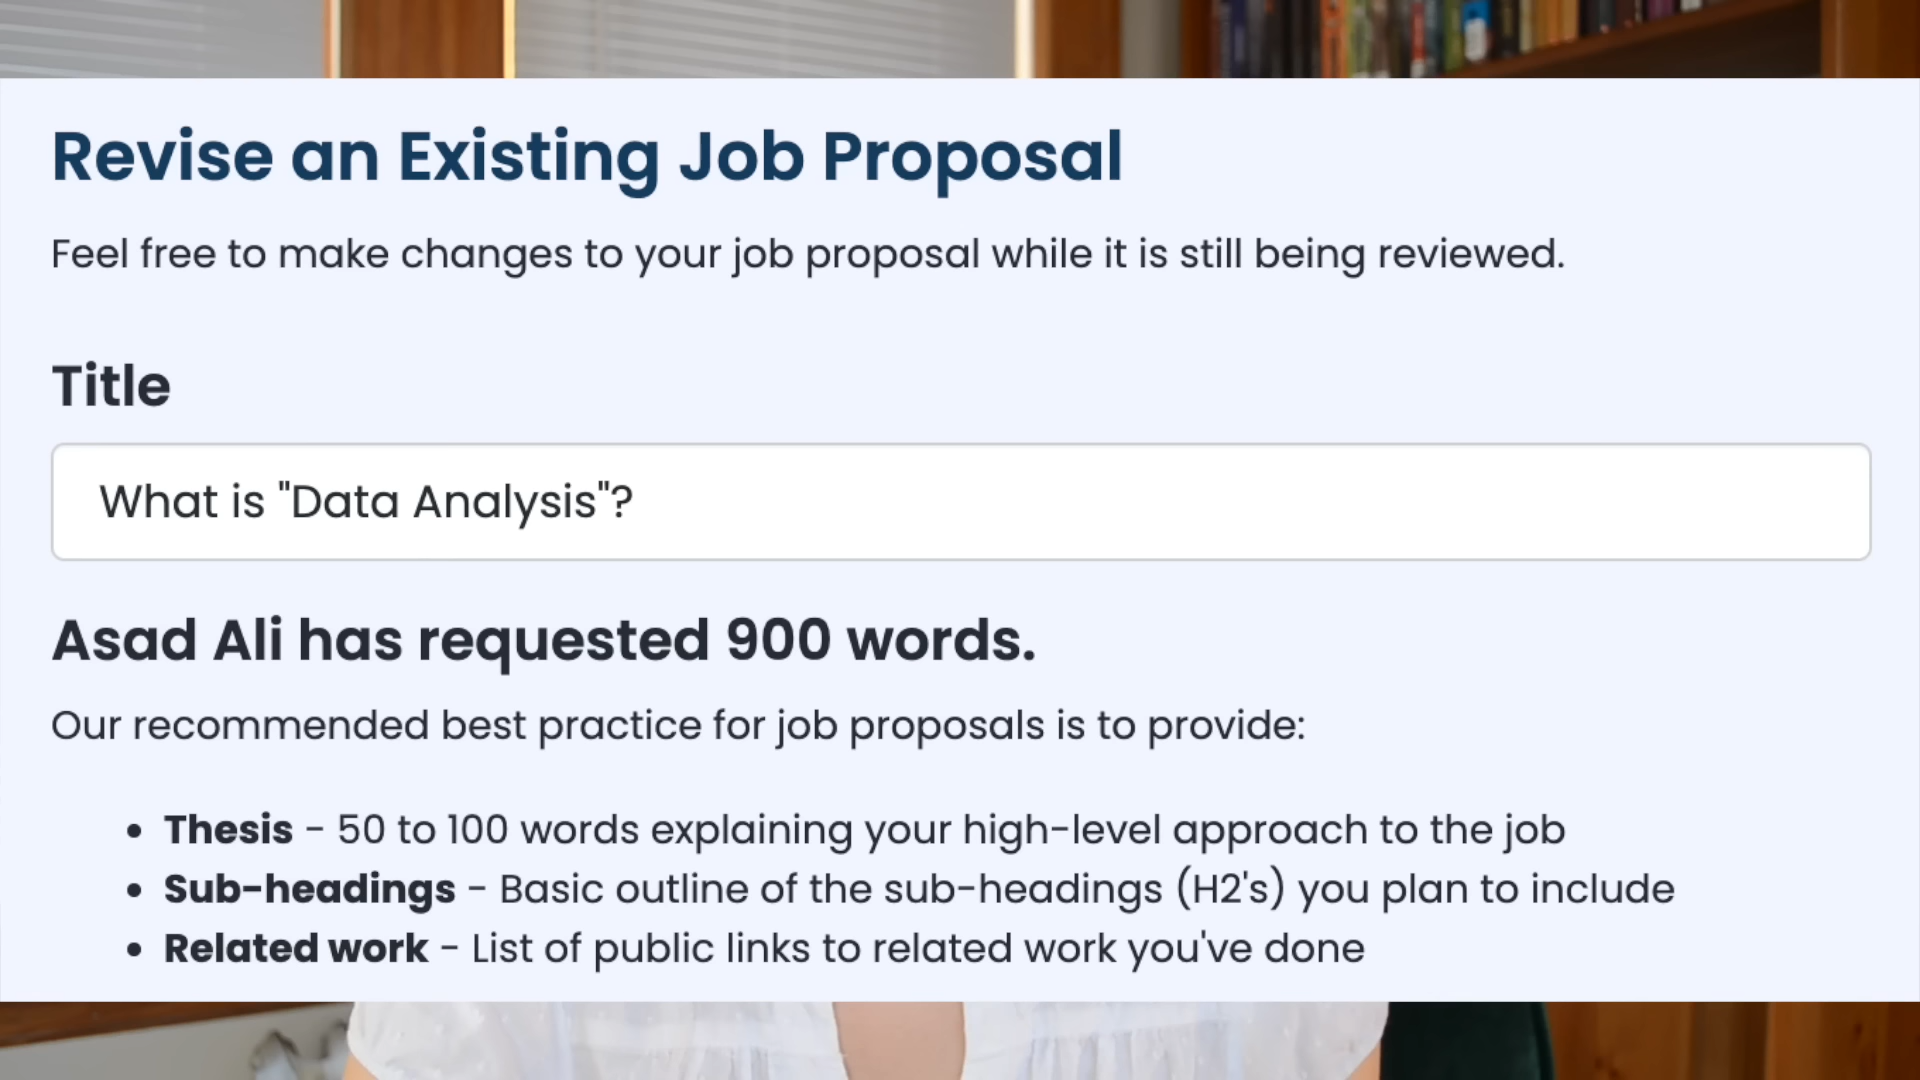 Revise an Existing Job Proposal
Feel free to make changes to your job proposal while it is still being reviewed.
Title
What is "Data Analysis"?
Asad Ali has requested 900 words.
Our recommended best practice for job proposals is to provide:
• Thesis - 50 to 100 words explaining your high-level approach to the job
• Sub-headings - Basic outline of the sub-headings (H2's) you plan to include
• Related work - List of public links to related work you've done